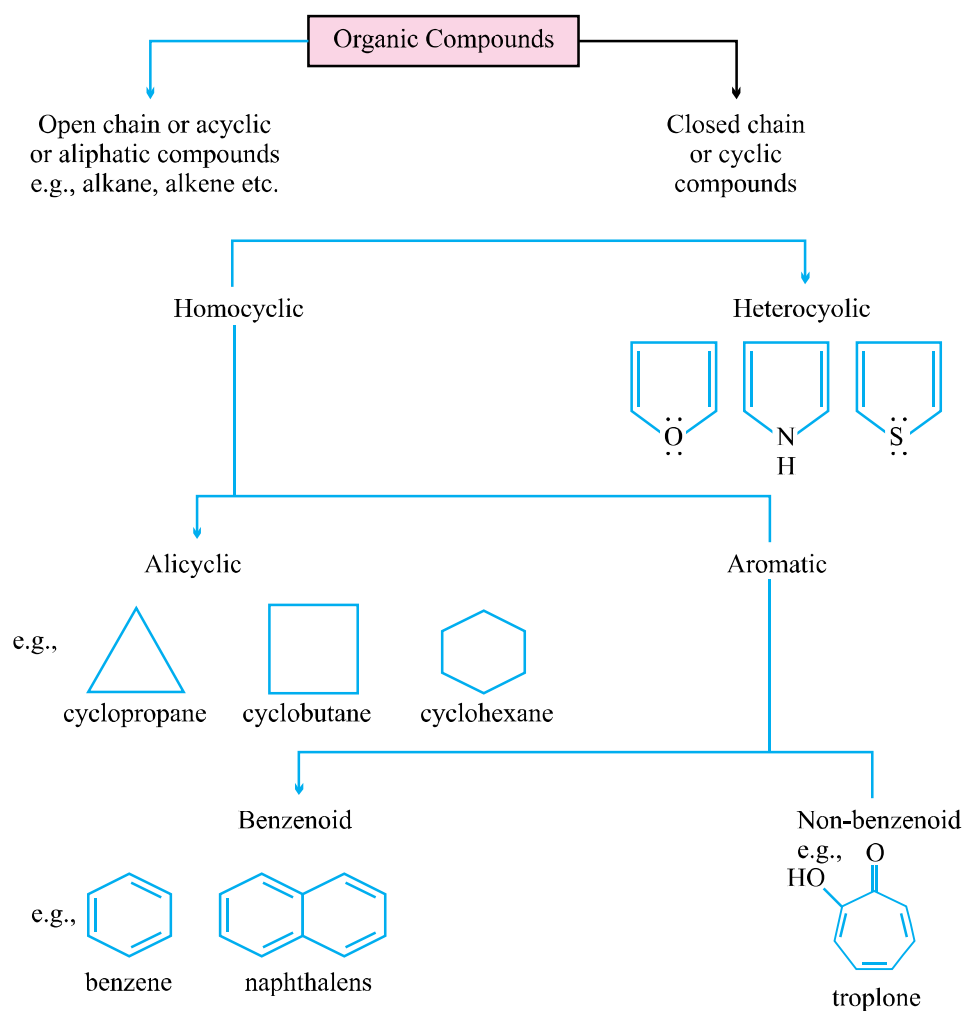 Organic Compounds
Open chain or acyclic
or aliphatic compounds
e.g., alkane, alkene etc.
Closed chain
or cyclic
compounds
Homocyclic
Heterocyolic
O
N
H
S
Alicyclic
Aromatic
e.g.,
cyclopropane
cyclobutane
cyclohexane
Benzenoid
Non-benzenoid
e.g.,
O
HO
e.g.,
benzene
naphthalens
troplone